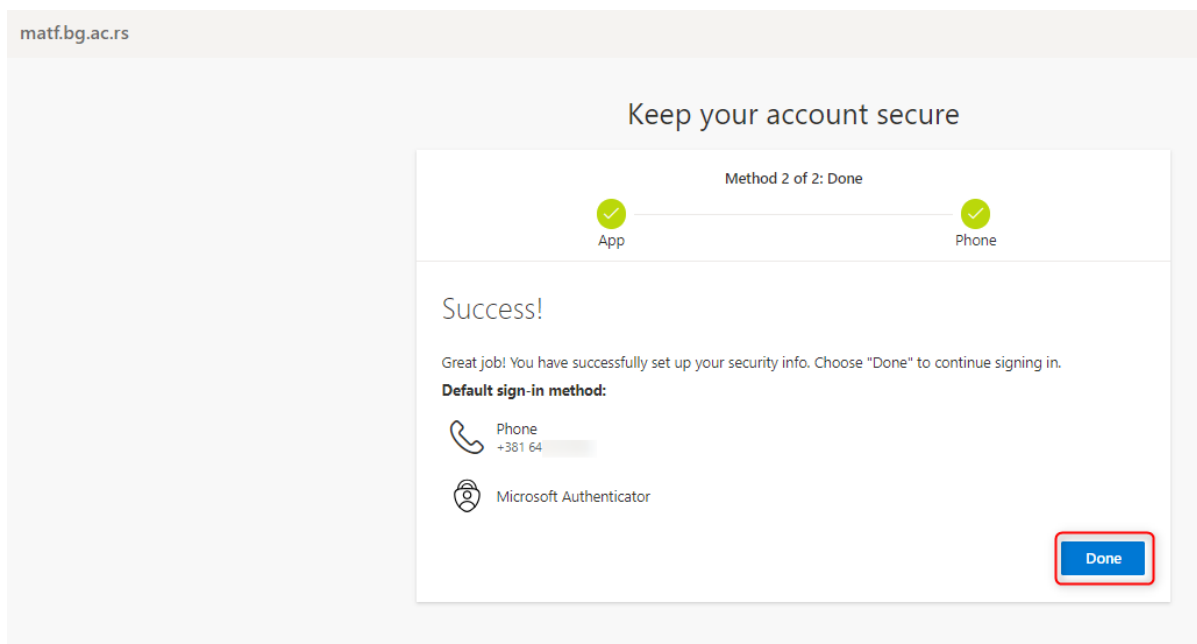 matf.bg.ac.rs
Keep your account secure
Method 2 of 2: Done
App
Phone
Success!
Great job! You have successfully set up your security info. Choose "Done" to continue signing in.
Default sign-in method:
Phone
+381 64
Microsoft Authenticator
Done